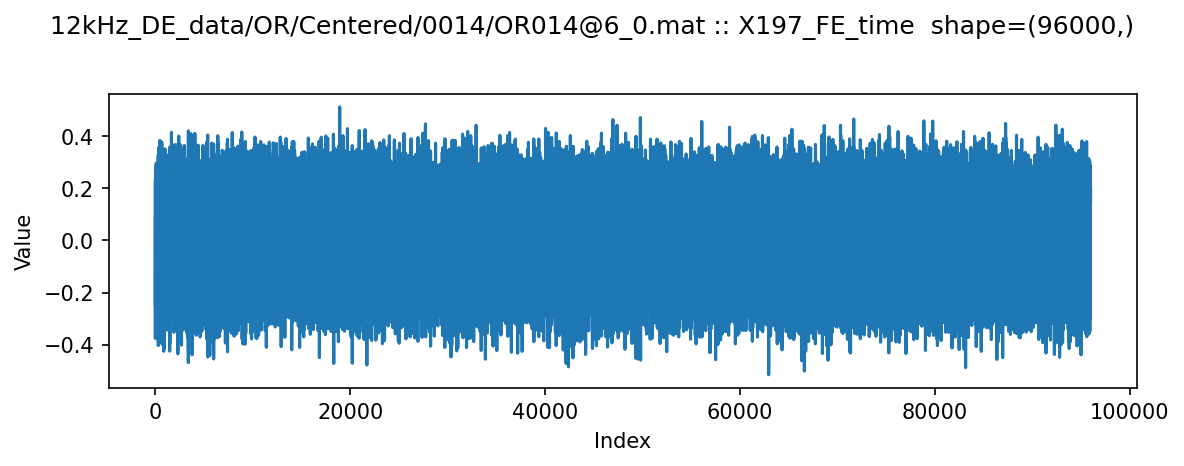 12kHz_DE_data/OR/Centered/0014/OR014@6_0.mat :: X197_FE_time  shape=(96000,)
0.4
0.2
0.0
−0.2
−0.4
Value
0 20000 40000 60000 80000 100000
Index